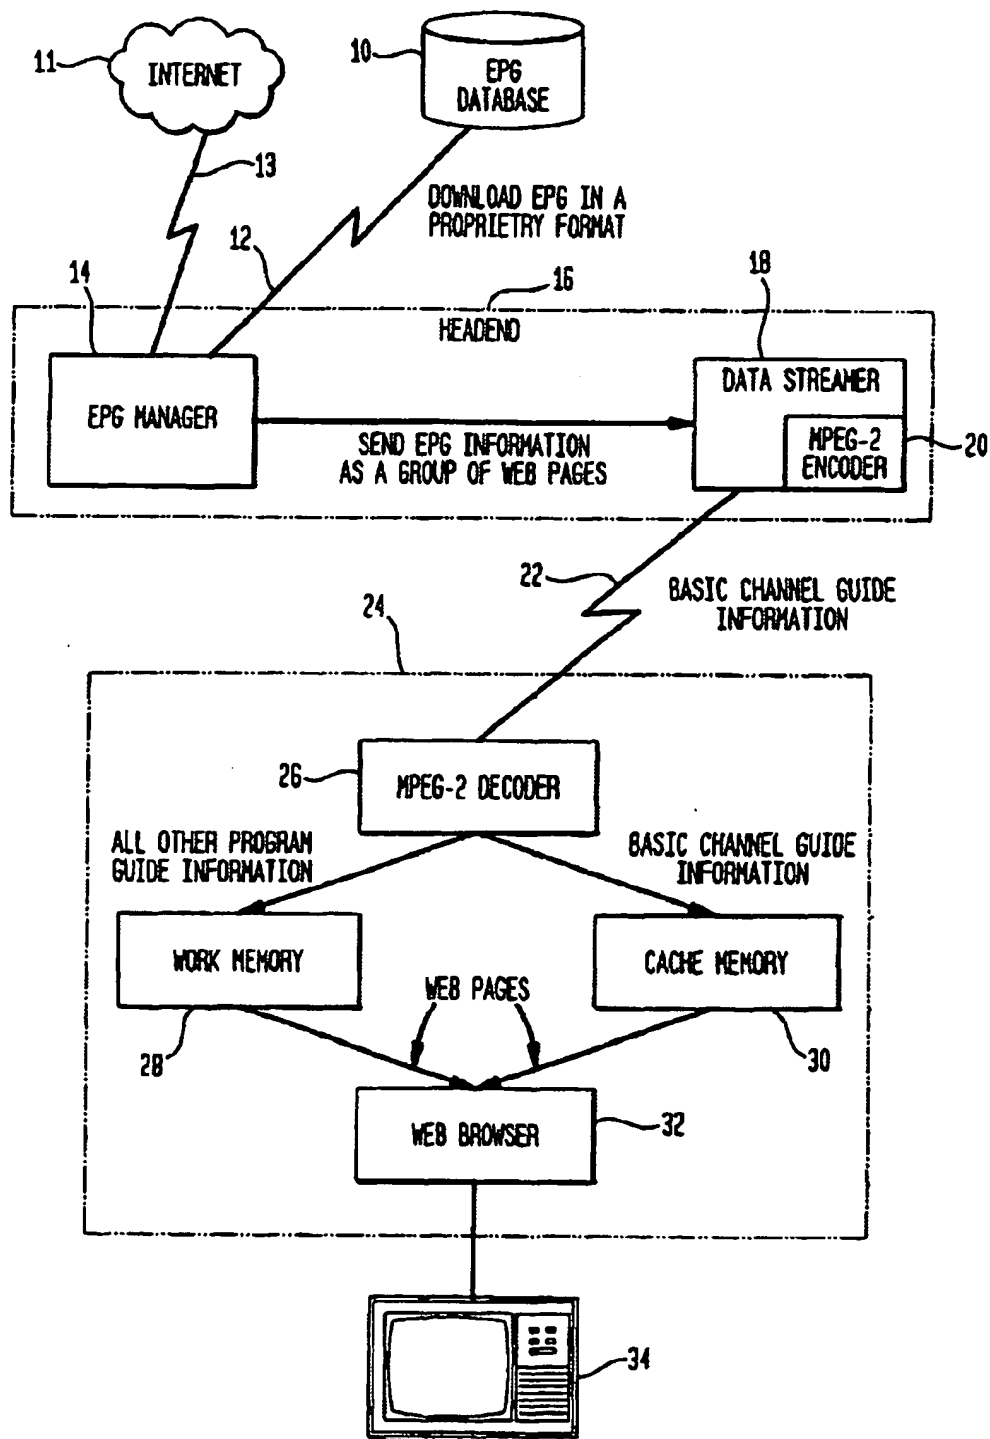 11
INTERNET
10
EPG
DATABASE
13
DOWNLOAD EPG IN A
PROPRIETRY FORMAT
12
14
16
18
HEADEND
EPG MANAGER
DATA STREAMER
MPEG-2
ENCODER
20
SEND EPG INFORMATION
AS A GROUP OF WEB PAGES
22
BASIC CHANNEL GUIDE
INFORMATION
24
26
MPEG-2 DECODER
ALL OTHER PROGRAM
GUIDE INFORMATION
BASIC CHANNEL GUIDE
INFORMATION
WORK MEMORY
CACHE MEMORY
WEB PAGES
28
30
WEB BROWSER
32
34